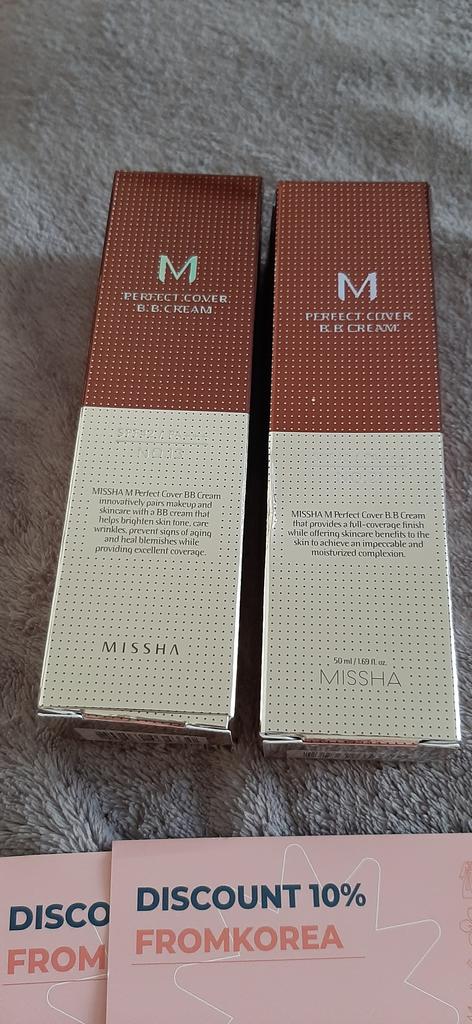 M
PERFECT COVER
B.B CREAM
MISSHA M Perfect Cover BB Cream
innovatively pairs makeup and
skincare with a BB cream that
helps brighten skin tone, care
wrinkles, prevent signs of aging
and heal blemishes while
providing excellent coverage.
MISSHA
M
PERFECT COVER
B.B CREAM
MISSHA M Perfect Cover B.B Cream
that provides a full-coverage finish
while offering skincare benefits to the
skin to achieve an impeccable and
moisturized complexion.
50 ml / 1.69 fl. oz.
MISSHA
DISCO
FROM
DISCOUNT 10%
FROMKOREA